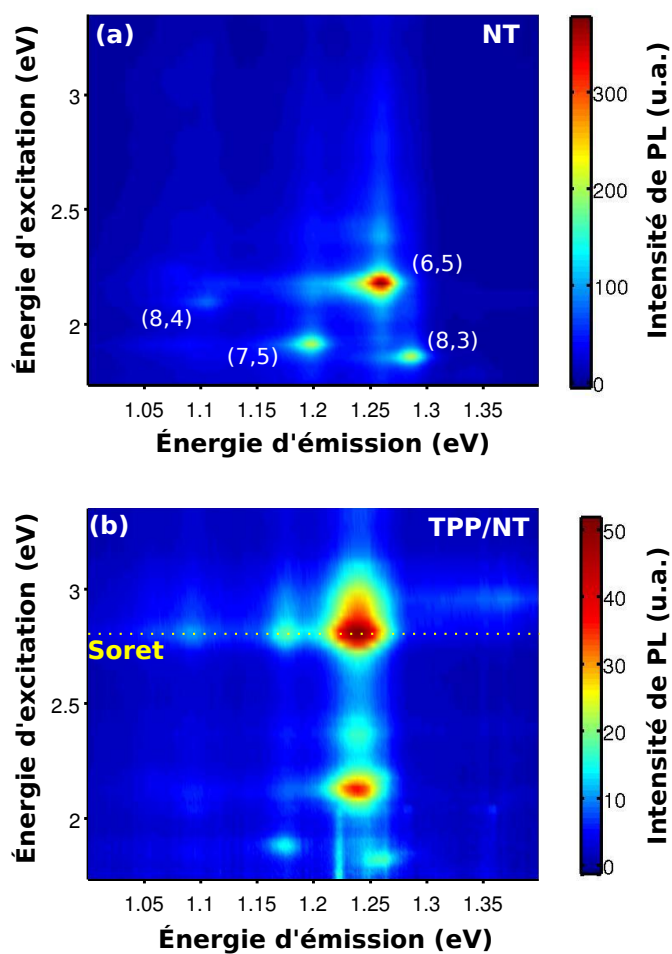 (a)
NT
Énergie d'excitation (eV)
3
2.5
2
(6,5)
(8,4)
(7,5)
(8,3)
1.05 1.1 1.15 1.2 1.25 1.3 1.35
Énergie d'émission (eV)
300
200
100
0
Intensité de PL (u.a.)
(b)
TPP/NT
Énergie d'excitation (eV)
3
2.5
2
Soret
1.05 1.1 1.15 1.2 1.25 1.3 1.35
Énergie d'émission (eV)
50
40
30
20
10
0
Intensité de PL (u.a.)